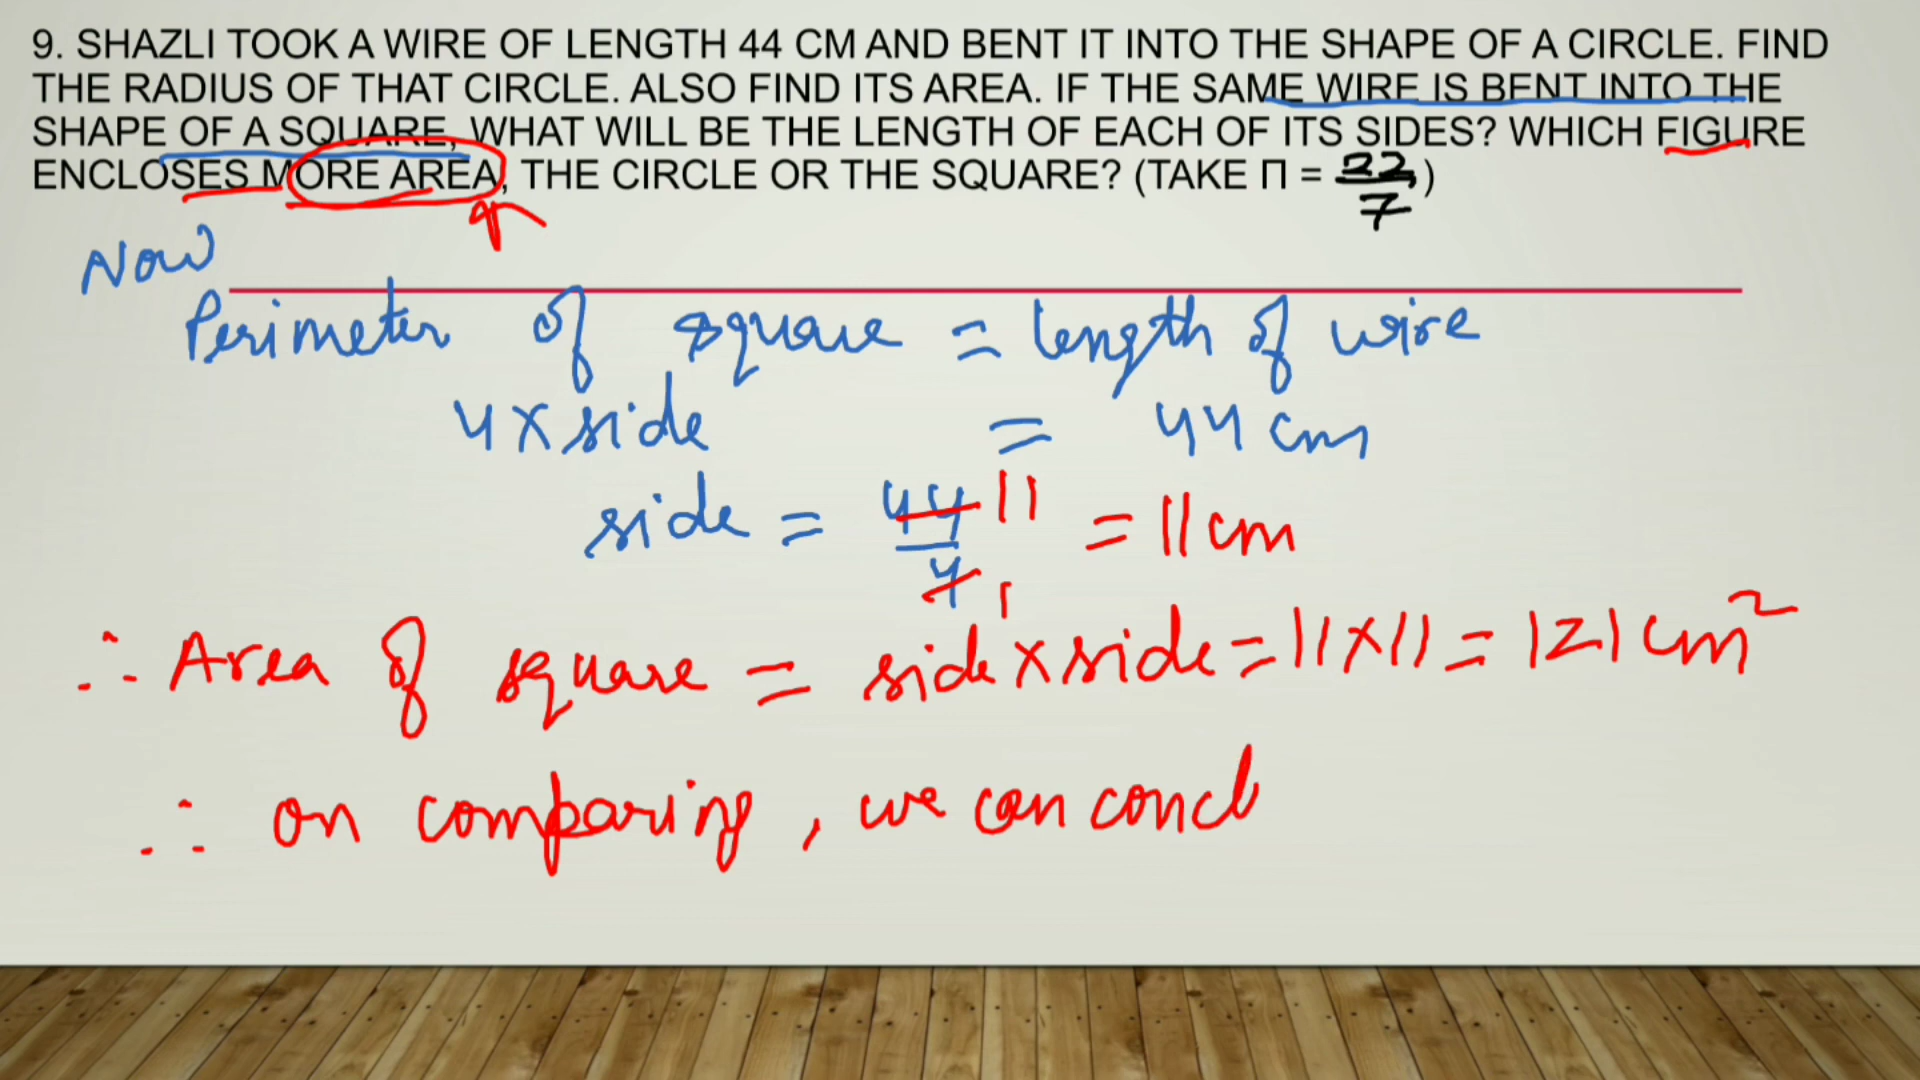 9. SHAZLI TOOK A WIRE OF LENGTH 44 CM AND BENT IT INTO THE SHAPE OF A CIRCLE. FIND
THE RADIUS OF THAT CIRCLE. ALSO FIND ITS AREA. IF THE SAME WIRE IS BENT INTO THE
SHAPE OF A SQUARE, WHAT WILL BE THE LENGTH OF EACH OF ITS SIDES? WHICH FIGURE
ENCLOSES MORE AREA, THE CIRCLE OR THE SQUARE? (TAKE Π = 22/7)
Now
Perimeter of square = length of wire
4 × side = 44 cm
side = 44/4 11 1 = 11 cm
∴ Area of square = side × side = 11 × 11 = 121 cm²
∴ on comparing, we can concl